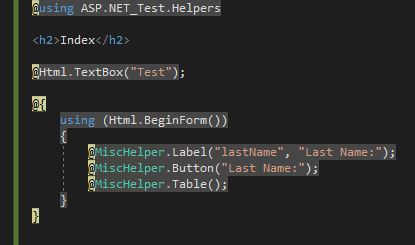 @using ASP.NET_Test.Helpers
<h2>Index</h2>
@Html.TextBox("Test");
@{
using (Html.BeginForm())
{
@MiscHelper.Label("lastName", "Last Name:");
@MiscHelper.Button("Last Name:");
@MiscHelper.Table();
}
}